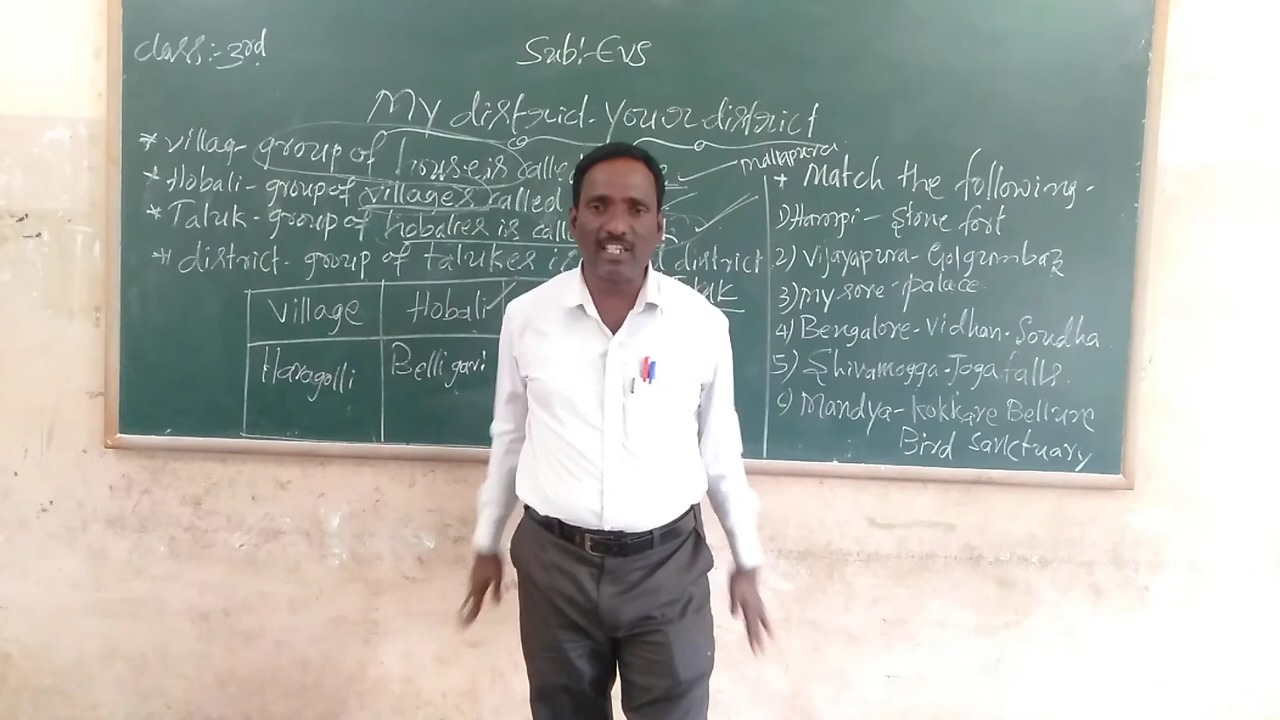 Class:- 3rd
Sub:- EVS
My district - your district
* village - group of house is called
mallapura
* Hobali - group of villages called
* Taluk - group of hobalies is call
* district - group of talukes is district
Village Hobali
Haragolli Belligavi
* Match the following -
1) Hampi - Stone fort
2) Vijayapura - Golgumbaz
3) Mysore - palace
4) Bengalore - Vidhan - Soudha
5) Shivamogga - Joga falls.
6) Mandya - Kokkare Bellure
Bird Sanctuary